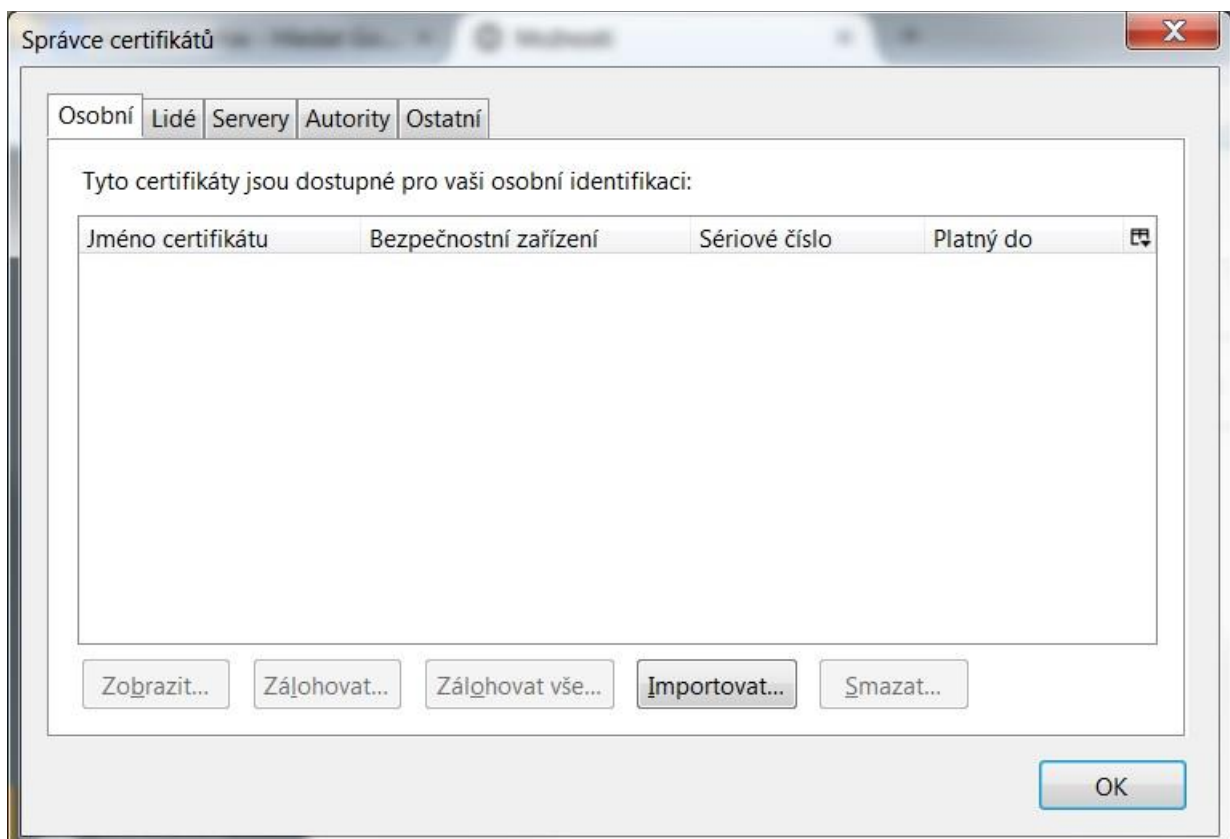 Správce certifikátů
Možnosti
Osobní Lidé Servery Autority Ostatní
Tyto certifikáty jsou dostupné pro vaši osobní identifikaci:
Jméno certifikátu Bezpečnostní zařízení Sériové číslo Platný do
Zobrazit... Zálohovat... Zálohovat vše... Importovat... Smazat...
OK